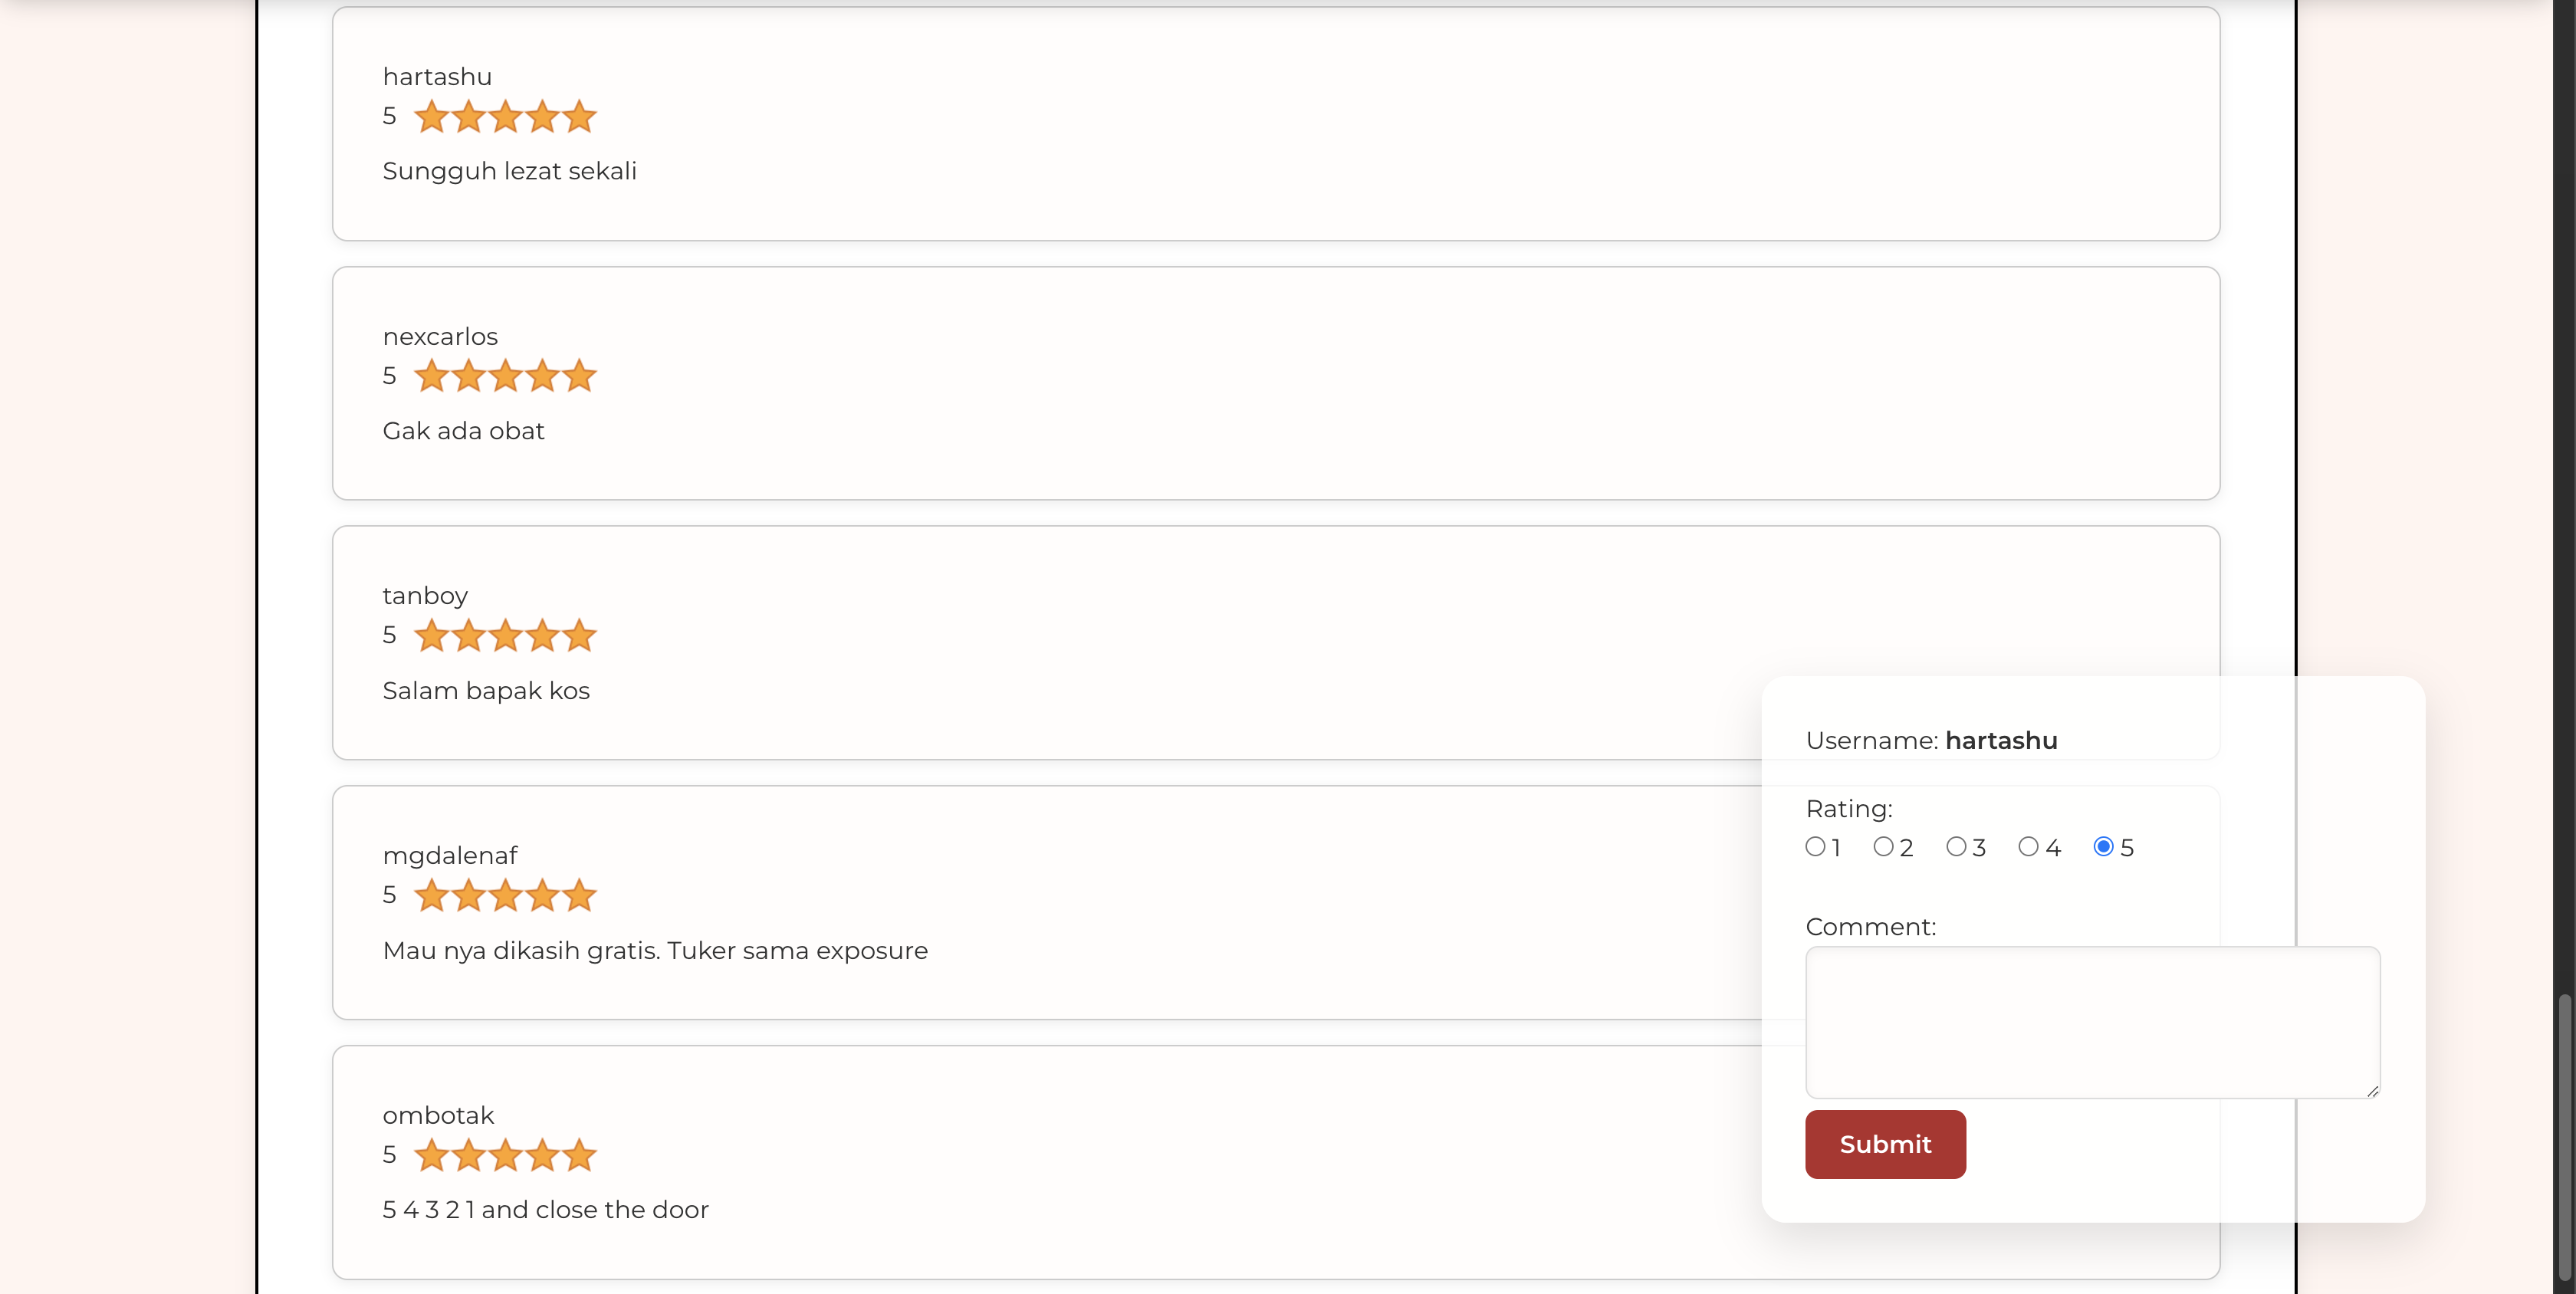 hartashu
5
Sungguh lezat sekali
nexcarlos
5
Gak ada obat
tanboy
5
Salam bapak kos
mgdalenaf
5
Mau nya dikasih gratis. Tuker sama exposure
ombotak
5
5 4 3 2 1 and close the door
Username: hartashu
Rating:
1 2 3 4 5
Comment:
Submit